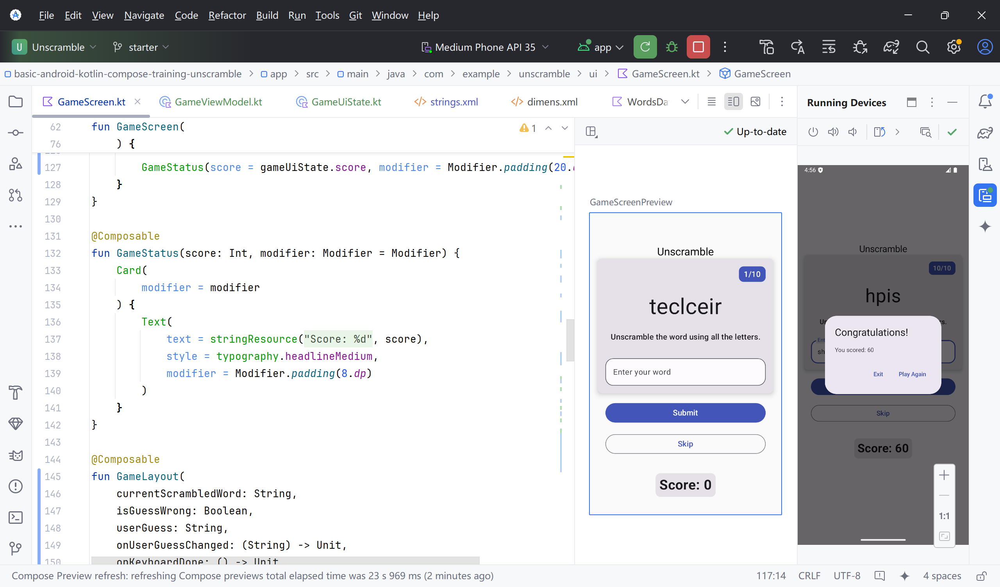 File Edit View Navigate Code Refactor Build Run Tools Git Window Help
U Unscramble starter Medium Phone API 35 app
basic-android-kotlin-compose-training-unscramble app src main java com example unscramble ui GameScreen.kt GameScreen
GameScreen.kt GameViewModel.kt GameUiState.kt strings.xml dimens.xml WordsDa
Running Devices
62 fun GameScreen(
1
76 ) {
127 GameStatus(score = gameUiState.score, modifier = Modifier.padding(20.
128 }
129 }
130
131 @Composable
132 fun GameStatus(score: Int, modifier: Modifier = Modifier) {
133 Card(
134 modifier = modifier
135 ) {
136 Text(
137 text = stringResource("Score: %d", score),
138 style = typography.headlineMedium,
139 modifier = Modifier.padding(8.dp)
140 )
141 }
142 }
143
144 @Composable
145 fun GameLayout(
146 currentScrambledWord: String,
147 isGuessWrong: Boolean,
148 userGuess: String,
149 onUserGuessChanged: (String) -> Unit,
150 onKeyboardDone: () -> Unit
Up-to-date
GameScreenPreview
Unscramble
1/10
teclceir
Unscramble the word using all the letters.
Enter your word
Submit
Skip
Score: 0
4:56
Unscramble
10/10
hpis
Un rs.
Congratulations!
Ent
You scored: 60
sh
Exit Play Again
Skip
Score: 60
1:1
Compose Preview refresh: refreshing Compose previews total elapsed time was 23 s 969 ms (2 minutes ago)
117:14 CRLF UTF-8 4 spaces